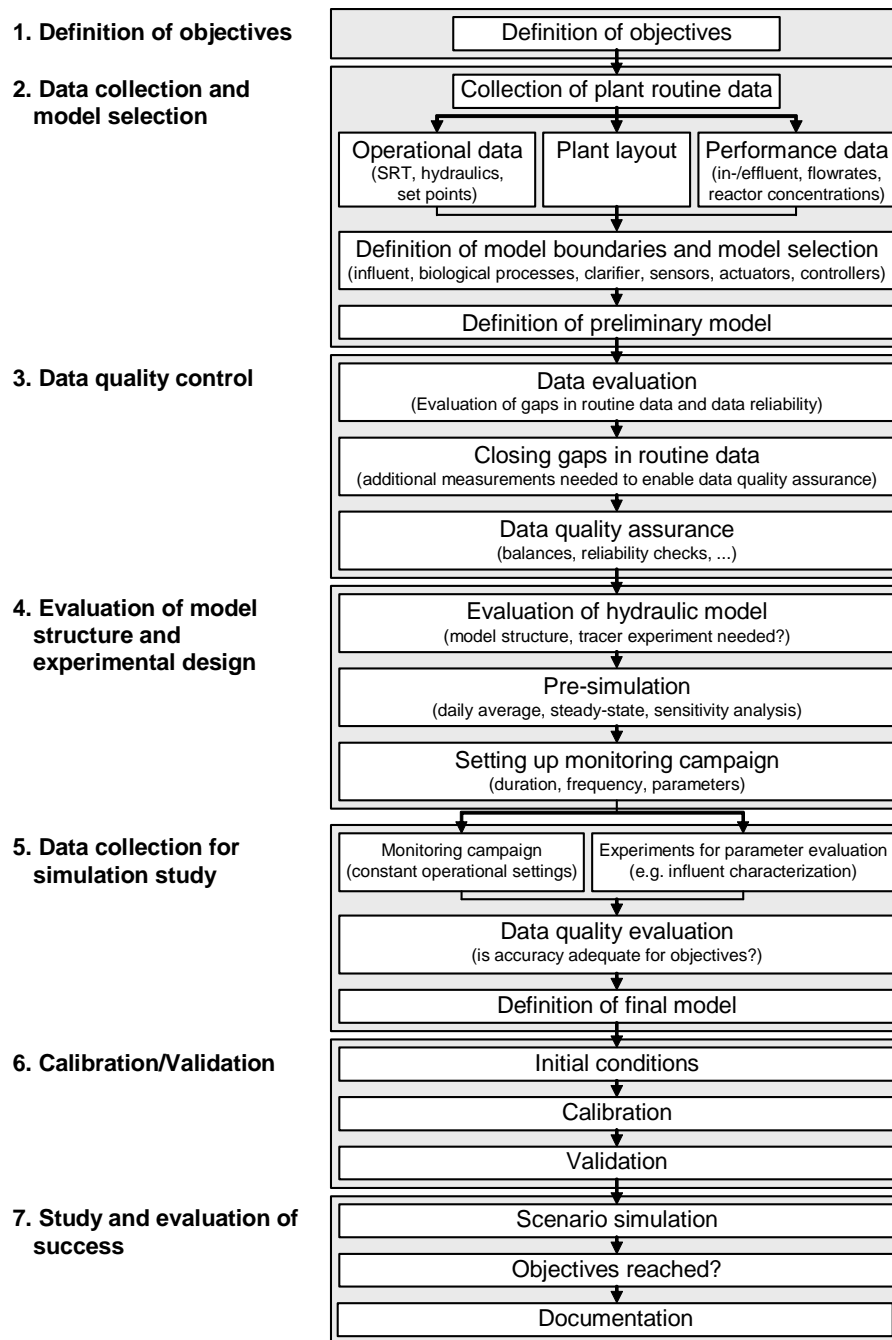 1. Definition of objectives
Definition of objectives
2. Data collection and
model selection
Collection of plant routine data
Operational data
(SRT, hydraulics,
set points)
Plant layout
Performance data
(in-/effluent, flowrates,
reactor concentrations)
Definition of model boundaries and model selection
(influent, biological processes, clarifier, sensors, actuators, controllers)
Definition of preliminary model
3. Data quality control
Data evaluation
(Evaluation of gaps in routine data and data reliability)
Closing gaps in routine data
(additional measurements needed to enable data quality assurance)
Data quality assurance
(balances, reliability checks, ...)
4. Evaluation of model
structure and
experimental design
Evaluation of hydraulic model
(model structure, tracer experiment needed?)
Pre-simulation
(daily average, steady-state, sensitivity analysis)
Setting up monitoring campaign
(duration, frequency, parameters)
5. Data collection for
simulation study
Monitoring campaign
(constant operational settings)
Experiments for parameter evaluation
(e.g. influent characterization)
Data quality evaluation
(is accuracy adequate for objectives?)
Definition of final model
6. Calibration/Validation
Initial conditions
Calibration
Validation
7. Study and evaluation of
success
Scenario simulation
Objectives reached?
Documentation